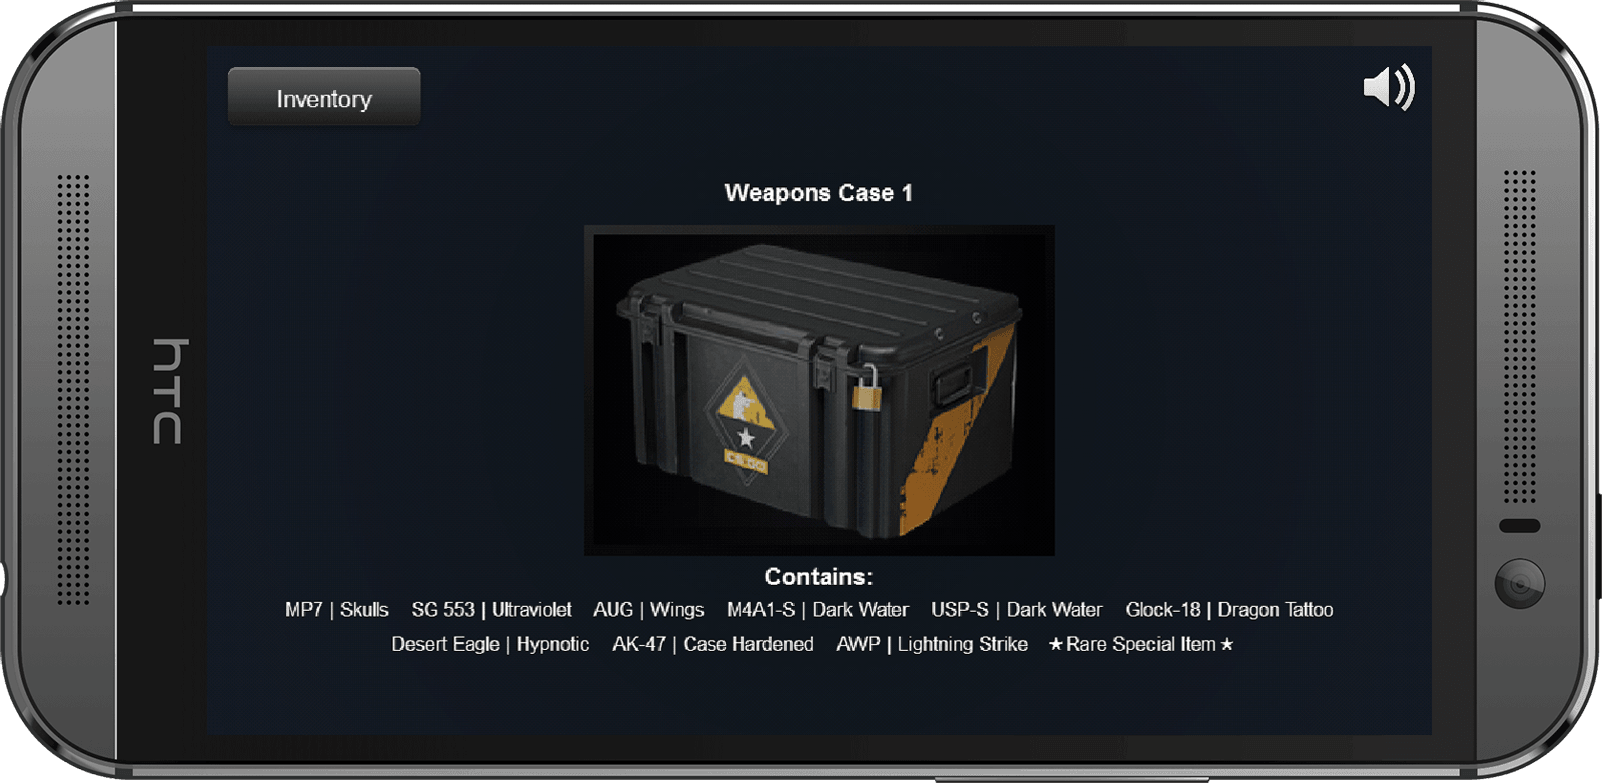 Inventory
Weapons Case 1
CS:GO
Contains:
MP7 | Skulls SG 553 | Ultraviolet AUG | Wings M4A1-S | Dark Water USP-S | Dark Water Glock-18 | Dragon Tattoo
Desert Eagle | Hypnotic AK-47 | Case Hardened AWP | Lightning Strike ★Rare Special Item★
hTC